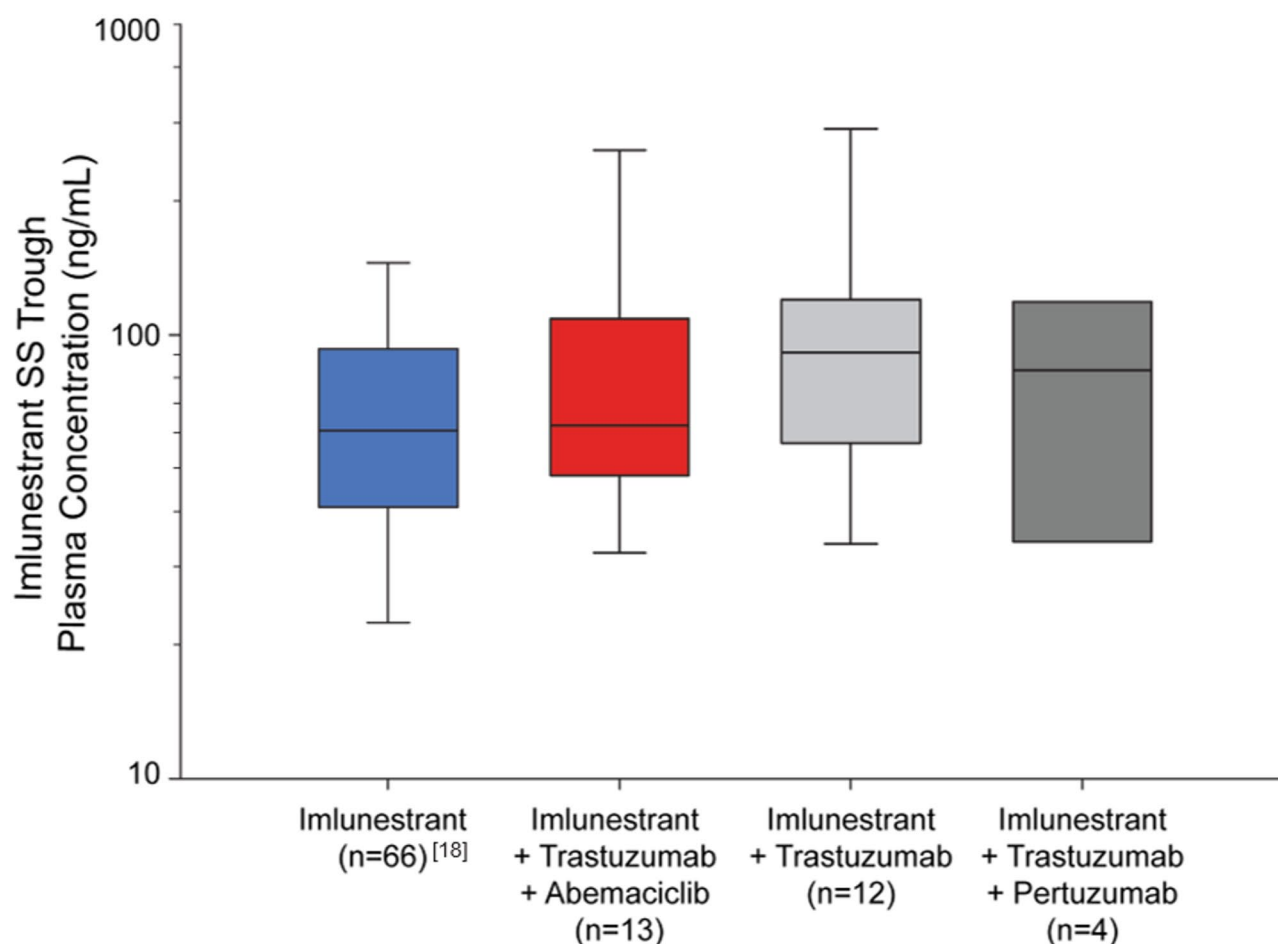 1000
100
10
Imlunestrant SS Trough
Plasma Concentration (ng/mL)
Imlunestrant
(n=66)[18]
Imlunestrant
+ Trastuzumab
+ Abemaciclib
(n=13)
Imlunestrant
+ Trastuzumab
(n=12)
Imlunestrant
+ Trastuzumab
+ Pertuzumab
(n=4)